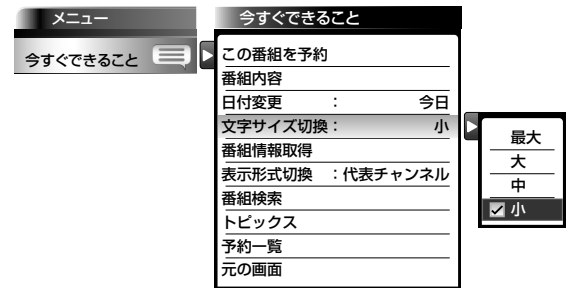 メニュー
今すぐできること
今すぐできること
この番組を予約
番組内容
日付変更 : 今日
文字サイズ切換: 小
番組情報取得
表示形式切換 :代表チャンネル
番組検索
トピックス
予約一覧
元の画面
最大
大
中
小